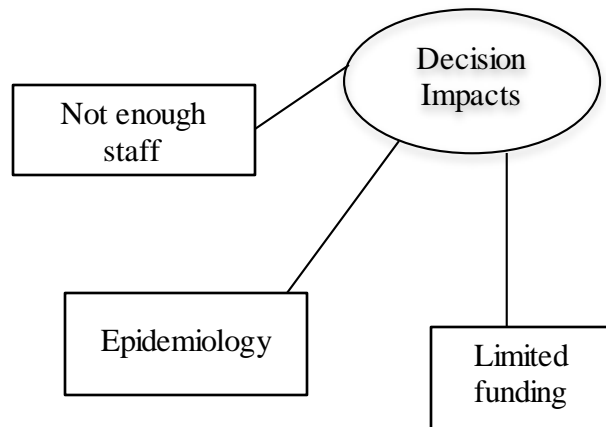 Decision
Impacts
Not enough
staff
Epidemiology
Limited
funding